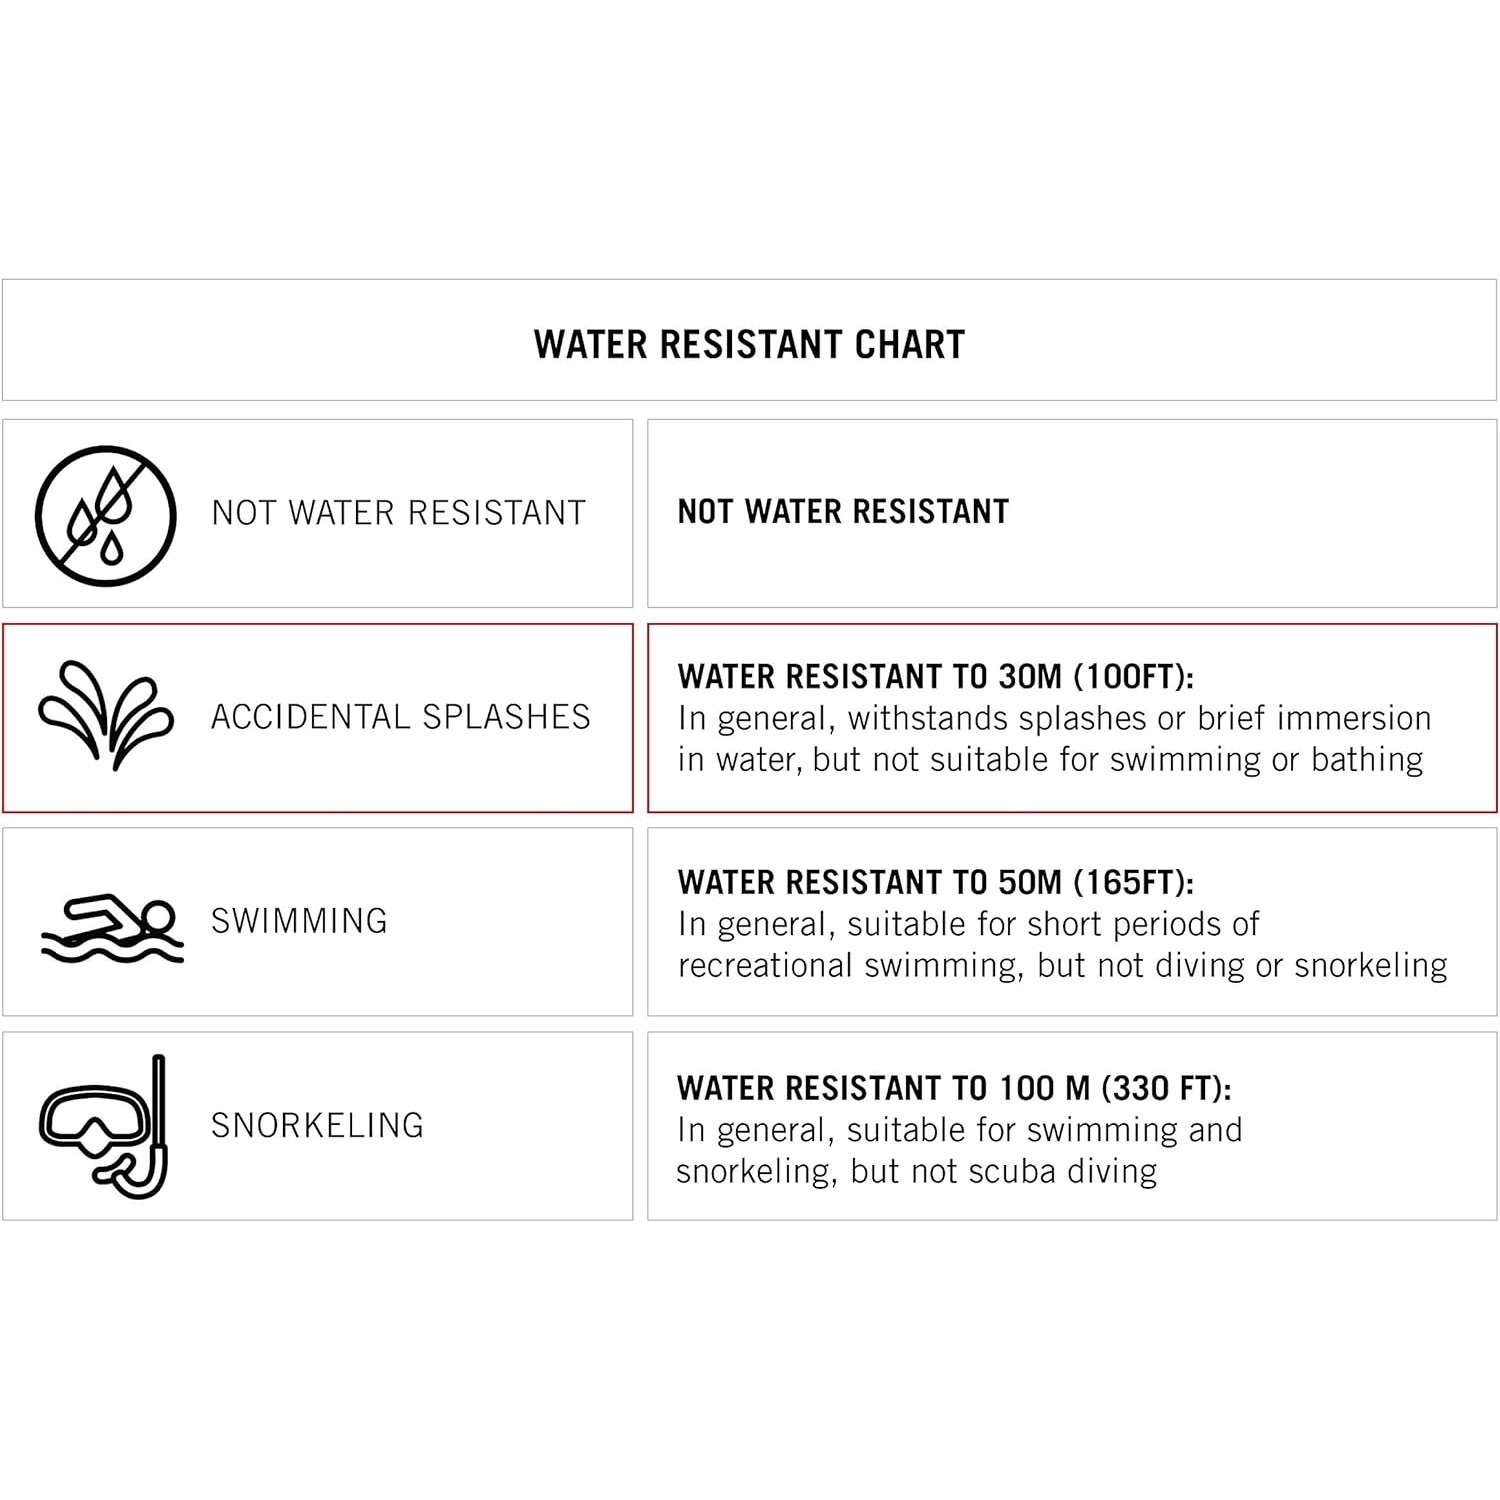 WATER RESISTANT CHART
NOT WATER RESISTANT
NOT WATER RESISTANT
ACCIDENTAL SPLASHES
WATER RESISTANT TO 30M (100FT):
In general, withstands splashes or brief immersion
in water, but not suitable for swimming or bathing
SWIMMING
WATER RESISTANT TO 50M (165FT):
In general, suitable for short periods of
recreational swimming, but not diving or snorkeling
SNORKELING
WATER RESISTANT TO 100 M (330 FT):
In general, suitable for swimming and
snorkeling, but not scuba diving